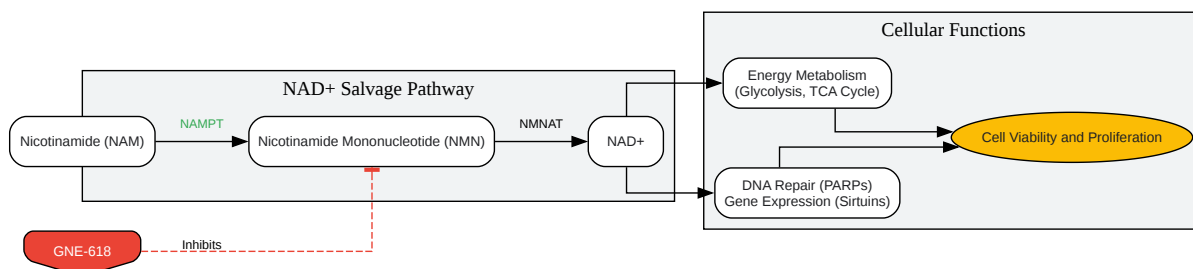 Cellular Functions
NAD+ Salvage Pathway
Energy Metabolism
(Glycolysis, TCA Cycle)
Nicotinamide (NAM)
NAMPT
Nicotinamide Mononucleotide (NMN)
NMNAT
NAD+
Cell Viability and Proliferation
DNA Repair (PARPs)
Gene Expression (Sirtuins)
GNE-618
Inhibits